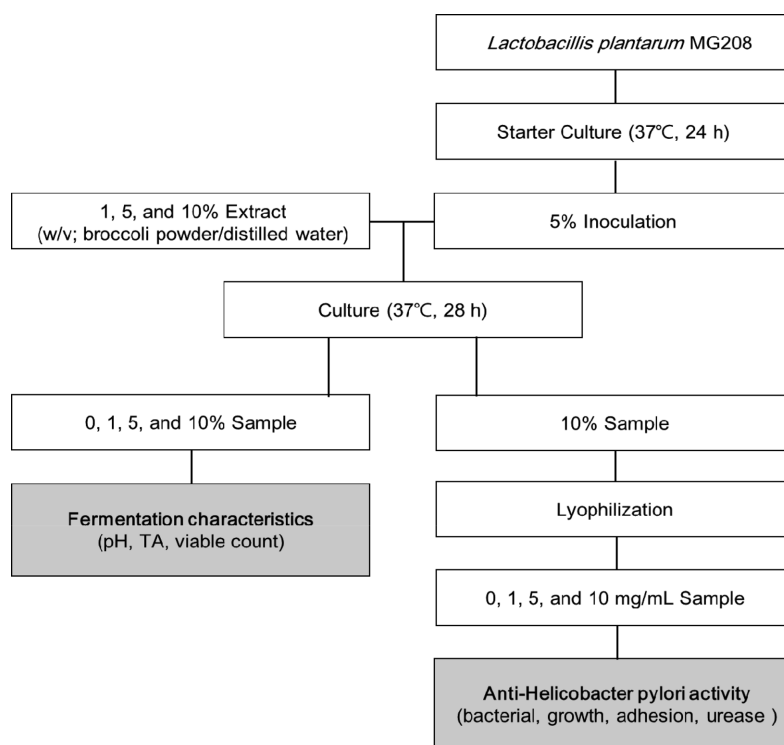 Lactobacillis plantarum MG208
Starter Culture (37℃, 24 h)
1, 5, and 10% Extract
(w/v; broccoli powder/distilled water)
5% Inoculation
Culture (37℃, 28 h)
0, 1, 5, and 10% Sample
10% Sample
Fermentation characteristics
(pH, TA, viable count)
Lyophilization
0, 1, 5, and 10 mg/mL Sample
Anti-Helicobacter pylori activity
(bacterial, growth, adhesion, urease )